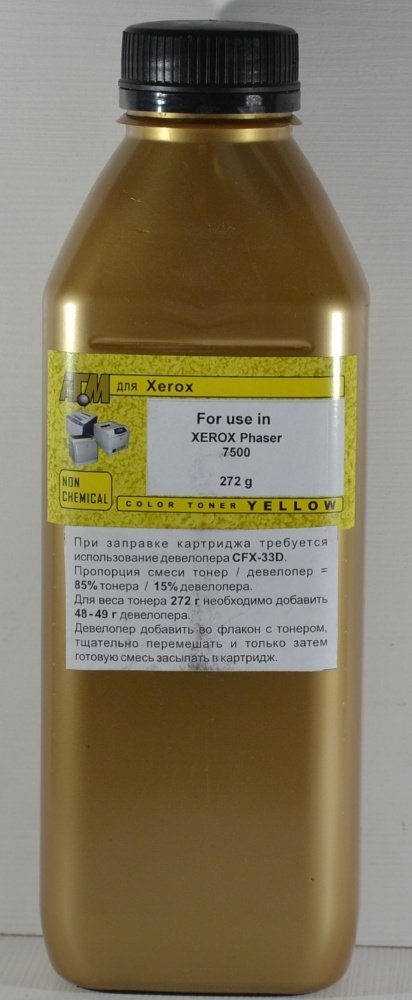 ATM для Xerox
For use in
XEROX Phaser
7500
272 g
NON
CHEMICAL
COLOR TONER YELLOW
При заправке картриджа требуется
использование девелопера CFX-33D.
Пропорция смеси тонер / девелопер =
85% тонера / 15% девелопера.
Для веса тонера 272 г необходимо добавить
48-49 г девелопера.
Девелопер добавить во флакон с тонером,
тщательно перемешать и только затем
готовую смесь засыпать в картридж.